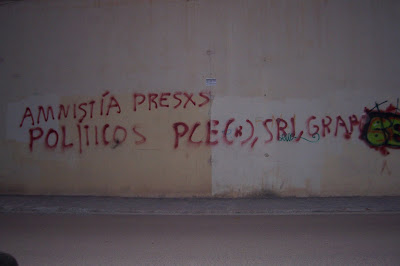 AMNISTÍA PRESXS
POLÍTICOS PCE(R), SRI, GRAPO